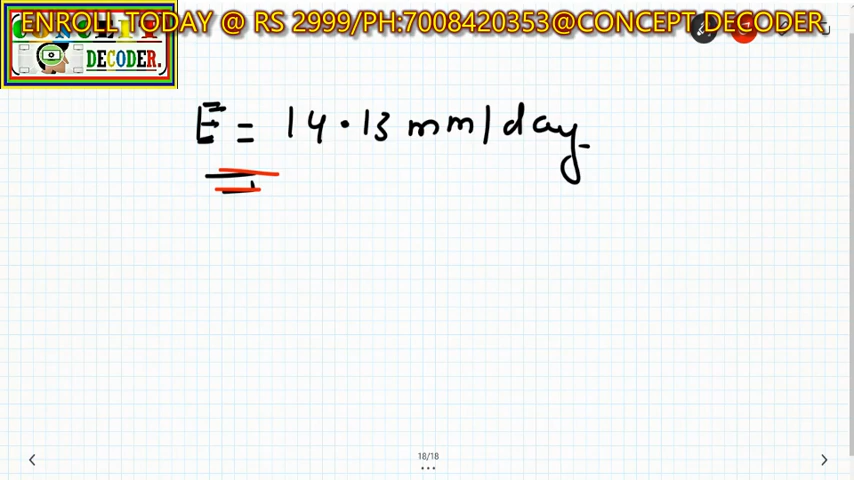 ENROLL TODAY @ RS 2999/PH:7008420353@CONCEPT DECODER
DECODER.
E = 14.13 mm/day
18/18